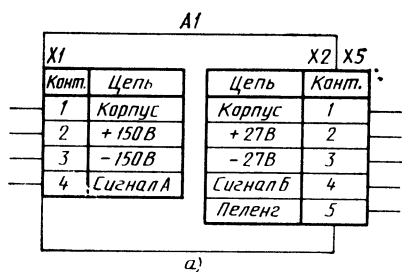 А1
X1 X2 X5
Конт. Цепь Цепь Конт.
1 Корпус Корпус 1
2 +150В +27В 2
3 -150В -27В 3
4 Сигнал А Сигнал Б 4
Пеленг 5
а)